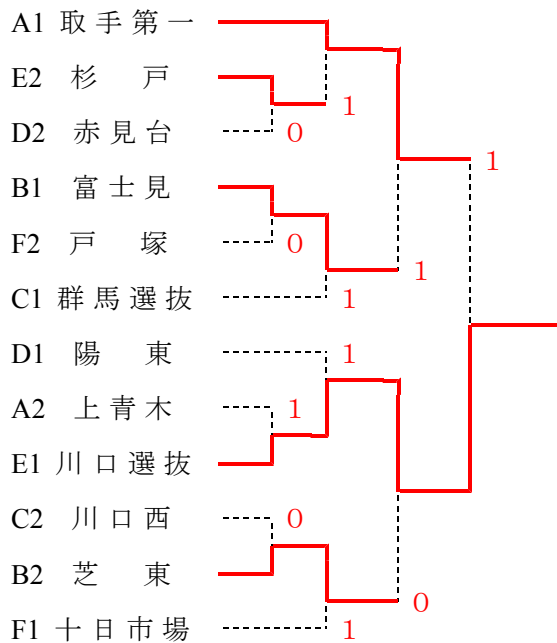 A1 取手第一
E2 杉戸
1
D2 赤見台
0
1
B1 富士見
F2 戸塚
0
1
C1 群馬選抜
1
D1 陽東
1
A2 上青木
1
E1 川口選抜
C2 川口西
0
B2 芝東
0
F1 十日市場
1